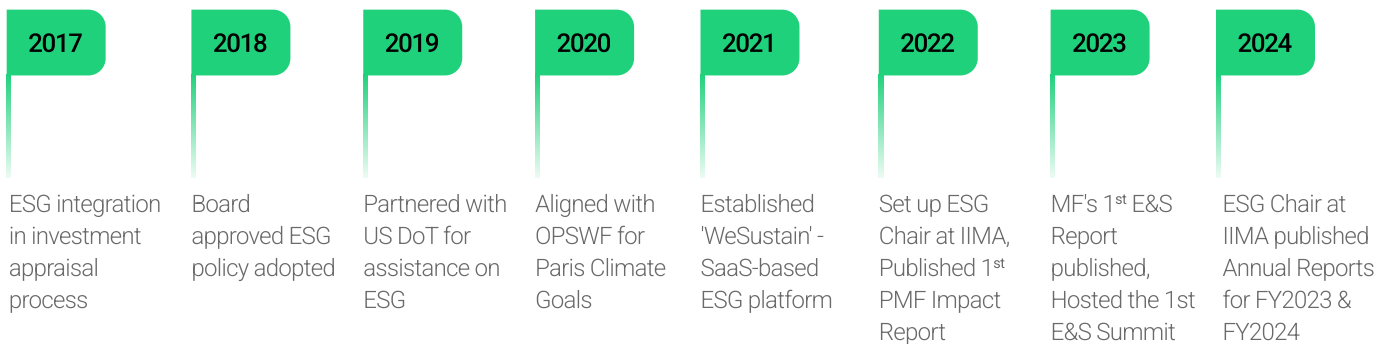 2017
ESG integration
in investment
appraisal
process
2018
Board
approved ESG
policy adopted
2019
Partnered with
US DoT for
assistance on
ESG
2020
Aligned with
OPSWF for
Paris Climate
Goals
2021
Established
'WeSustain' -
SaaS-based
ESG platform
2022
Set up ESG
Chair at IIMA,
Published 1st
PMF Impact
Report
2023
MF's 1st E&S
Report
published,
Hosted the 1st
E&S Summit
2024
ESG Chair at
IIMA published
Annual Reports
for FY2023 &
FY2024